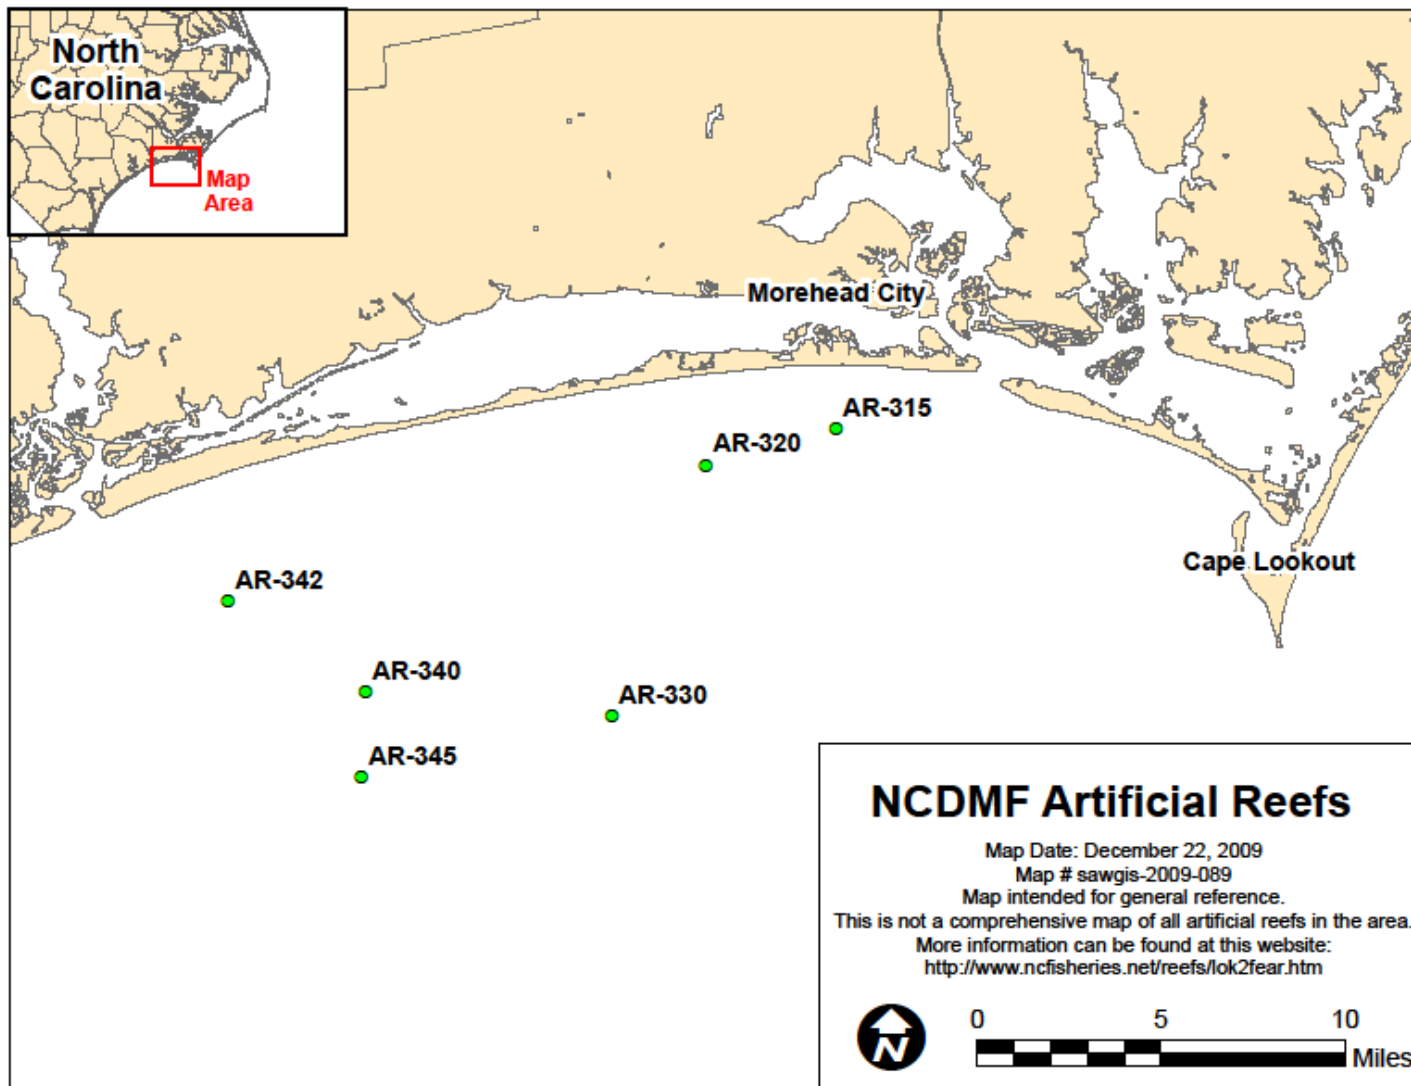 North
Carolina
Map
Area
Morehead City
AR-315
AR-320
Cape Lookout
AR-342
AR-340
AR-330
AR-345
NCDMF Artificial Reefs
Map Date: December 22, 2009
Map # sawgis-2009-089
Map intended for general reference.
This is not a comprehensive map of all artificial reefs in the area.
More information can be found at this website:
http://www.ncfisheries.net/reefs/lok2fear.htm
N
0 5 10
Miles